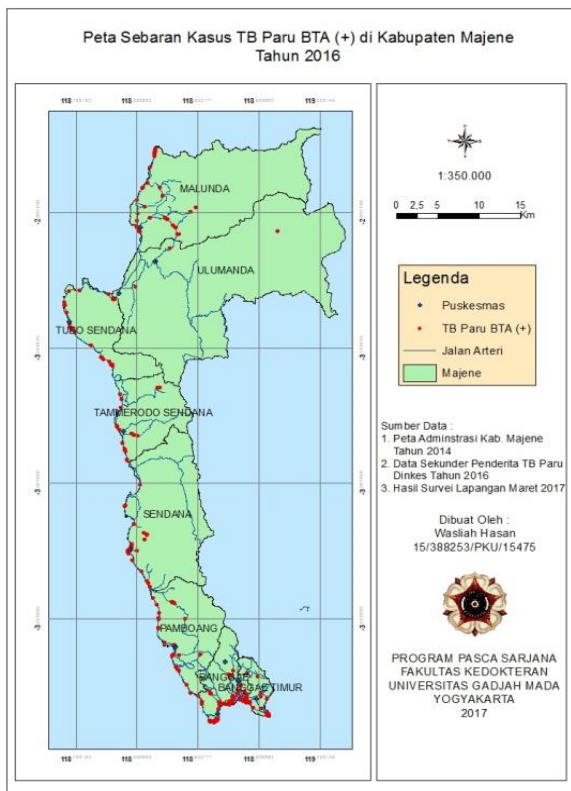 Peta Sebaran Kasus TB Paru BTA (+) di Kabupaten Majene
Tahun 2016
MALUNDA
ULUMANDA
TUBO SENDANA
TAMMERODO SENDANA
SENDANA
PAMBOANG
BANGGAE
BANGGAE TIMUR
1:350.000
0 2,5 5 10 15
Km
Legenda
Puskesmas
TB Paru BTA (+)
Jalan Arteri
Majene
Sumber Data :
1. Peta Adminstrasi Kab. Majene
Tahun 2014
2. Data Sekunder Penderita TB Paru
Dinkes Tahun 2016
3. Hasil Survei Lapangan Maret 2017
Dibuat Oleh :
Wasliah Hasan
15/388253/PKU/15475
PROGRAM PASCA SARJANA
FAKULTAS KEDOKTERAN
UNIVERSITAS GADJAH MADA
YOGYAKARTA
2017